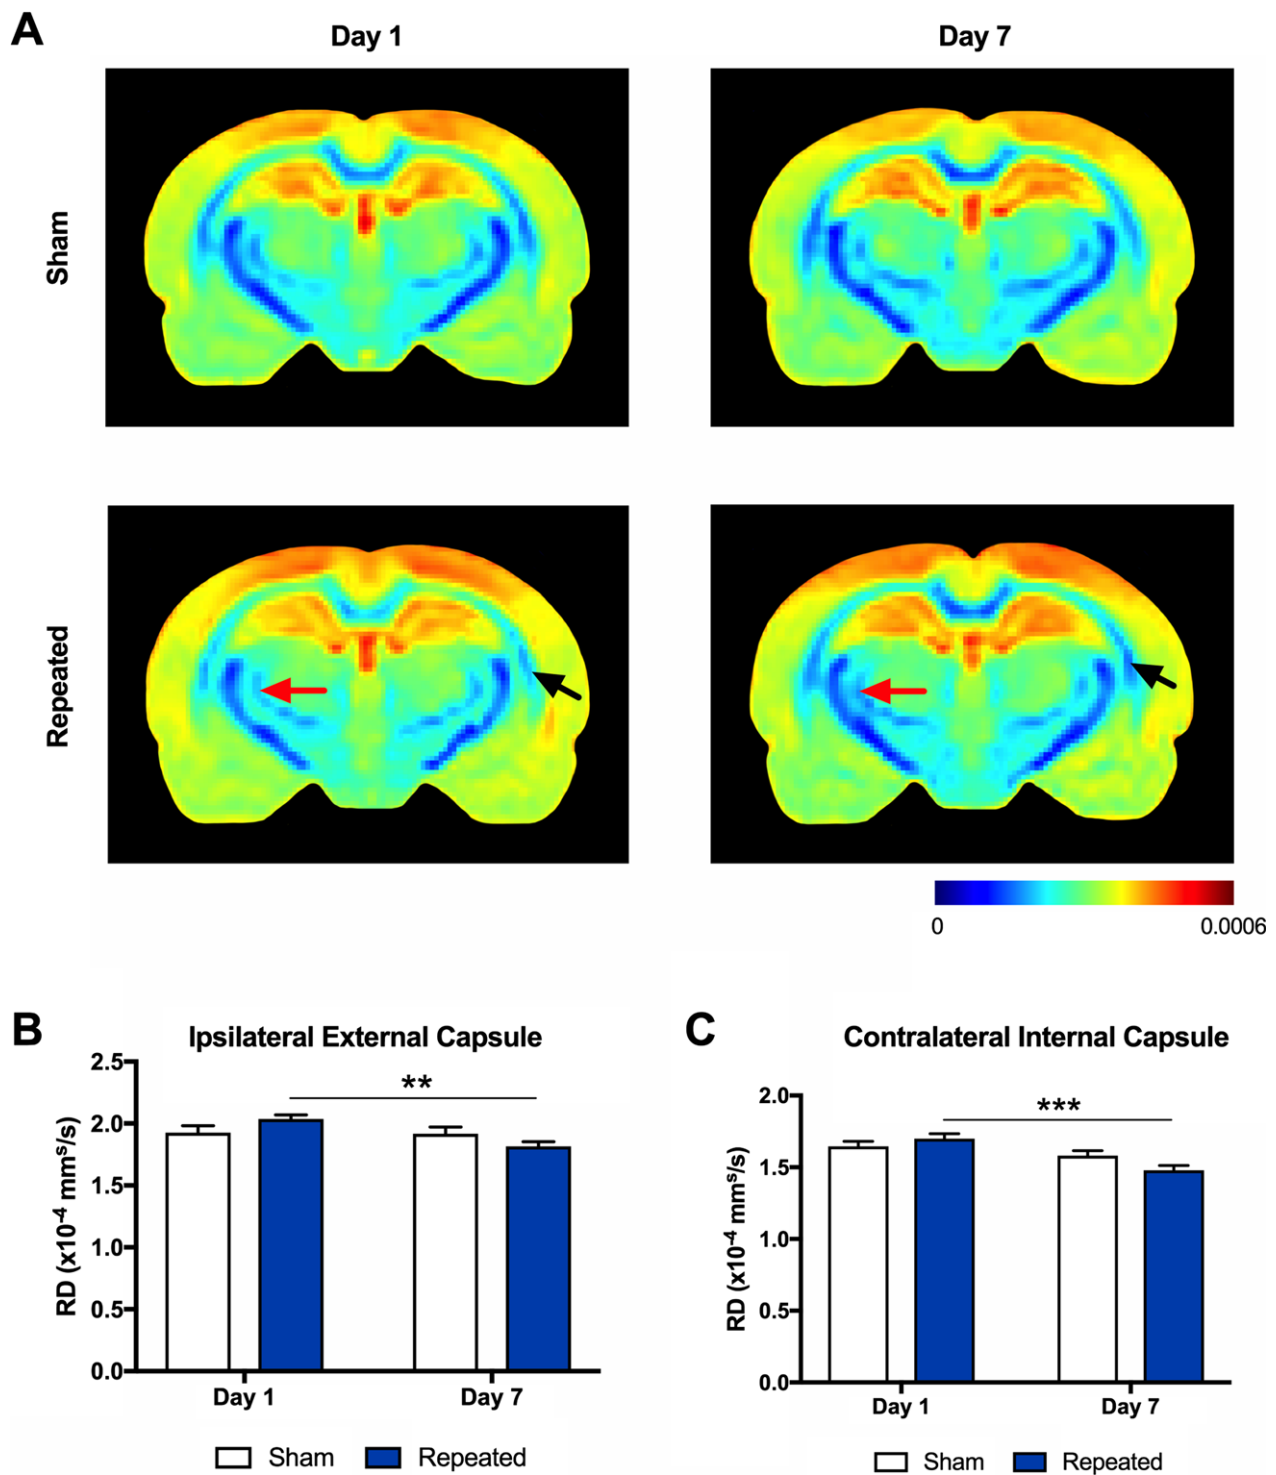 A
Day 1
Day 7
Sham
Repeated
0
0.0006
B
Ipsilateral External Capsule
**
2.5
2.0
1.5
1.0
0.5
0.0
RD (x10⁻⁴ mmˢ/s)
Day 1
Day 7
Sham
Repeated
C
Contralateral Internal Capsule
***
2.0
1.5
1.0
0.5
0.0
RD (x10⁻⁴ mmˢ/s)
Day 1
Day 7
Sham
Repeated